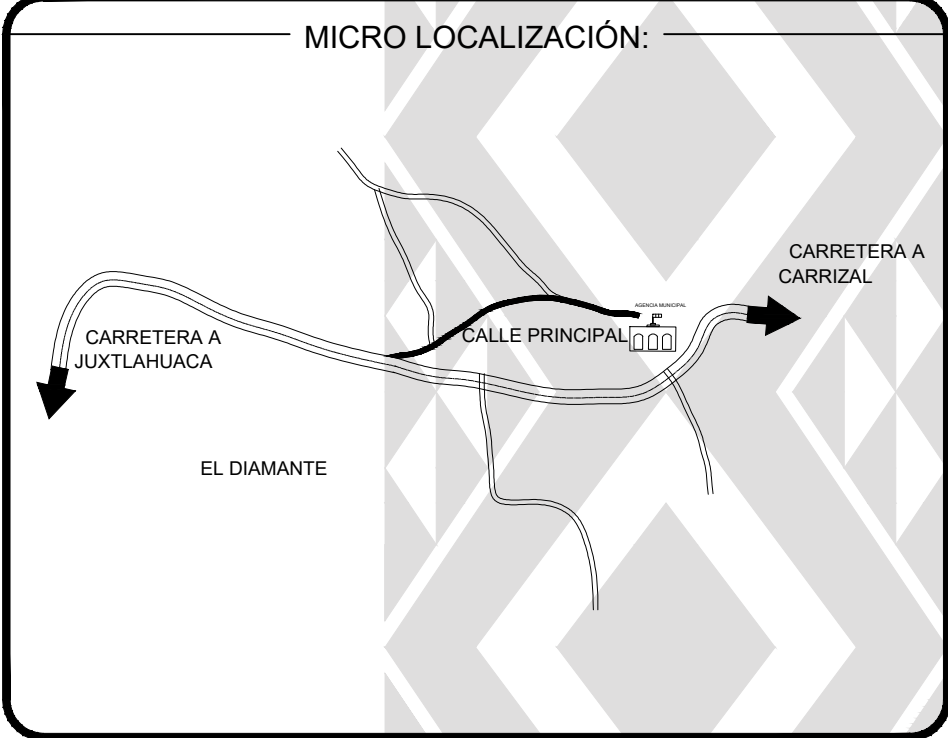 MICRO LOCALIZACIÓN:
CARRETERA A
CARRIZAL
AGENCIA MUNICIPAL
CALLE PRINCIPAL
CARRETERA A
JUXTLAHUACA
EL DIAMANTE